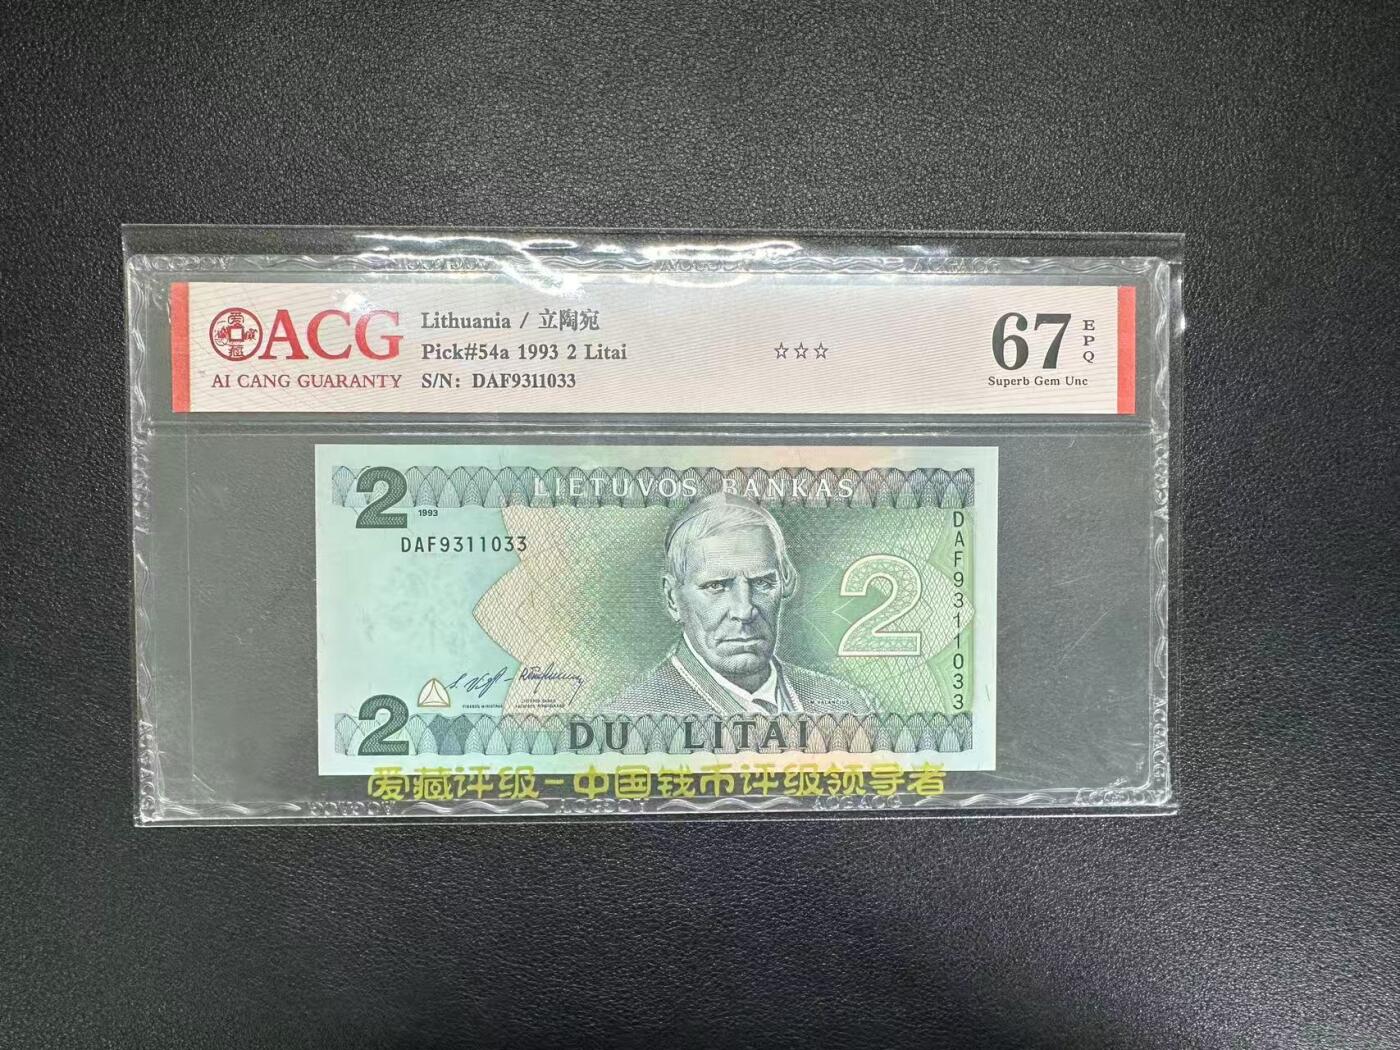 ACG
AI CANG GUARANTY
Lithuania / 立陶宛
Pick#54a 1993 2 Litai
S/N: DAF9311033
☆☆☆
67
EPQ
Superb Gem Unc
LIETUVOS BANKAS
2
1993
DAF9311033
DAF9311033
2
M. VALANČIUS
2
DU LITAI
爱藏评级-中国钱币评级领导者